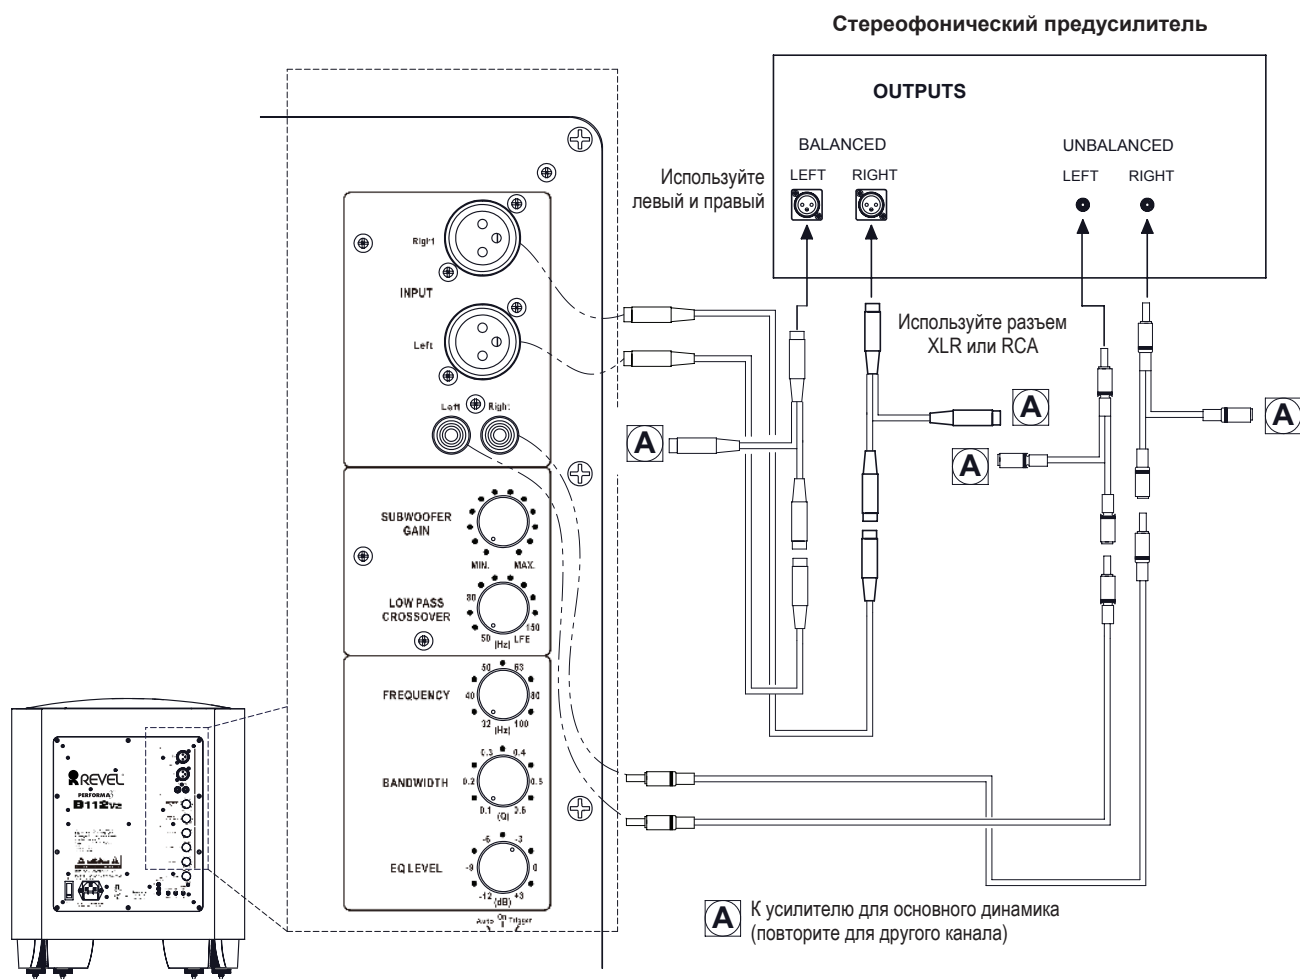 Стереофонический предусилитель
OUTPUTS
BALANCED
UNBALANCED
LEFT
RIGHT
LEFT
RIGHT
Используйте
левый и правый
Используйте разъем
XLR или RCA
A
A
A
A
Right
INPUT
Left
Left
Right
SUBWOOFER
GAIN
MIN.
MAX.
LOW PASS
CROSSOVER
80
150
50
(Hz)
LFE
FREQUENCY
50
63
40
80
32
(Hz)
100
BANDWIDTH
0.3
0.4
0.2
0.5
0.1
(Q)
0.6
EQ LEVEL
-6
-3
-9
0
-12
(dB)
+3
Auto
On
Trigger
REVEL
PERFORMA
B112v2
A
К усилителю для основного динамика
(повторите для другого канала)